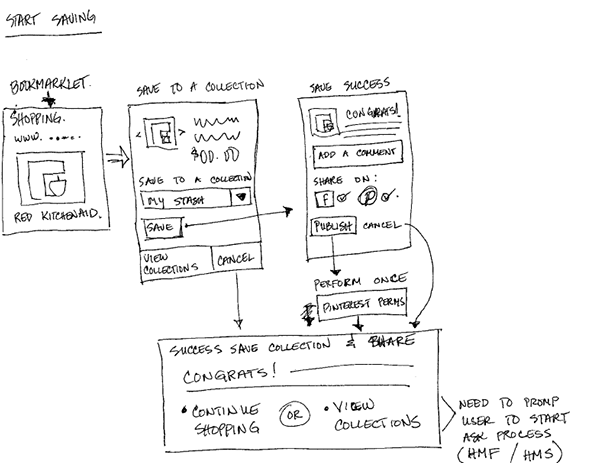 START SAVING
BOOKMARKLET.
SHOPPING.
WWW. .....
RED KITCHENAID.
SAVE TO A COLLECTION
< >
$00.00
SAVE TO A COLLECTIN
MY STASH
SAVE
VIEW
COLLECTIONS
CANCEL
SAVE SUCCESS
CONGRATS!
ADD A COMMENT
SHARE ON:
f P
PUBLISH CANCEL
PERFORM ONCE
PINTEREST PERMS
SUCCESS SAVE COLLECTION & SHARE
CONGRATS!
• CONTINUE
SHOPPING
OR
• VIEW
COLLECTIONS
NEED TO PROMP
USER TO START
ASK PROCESS
(HMF / HMS)